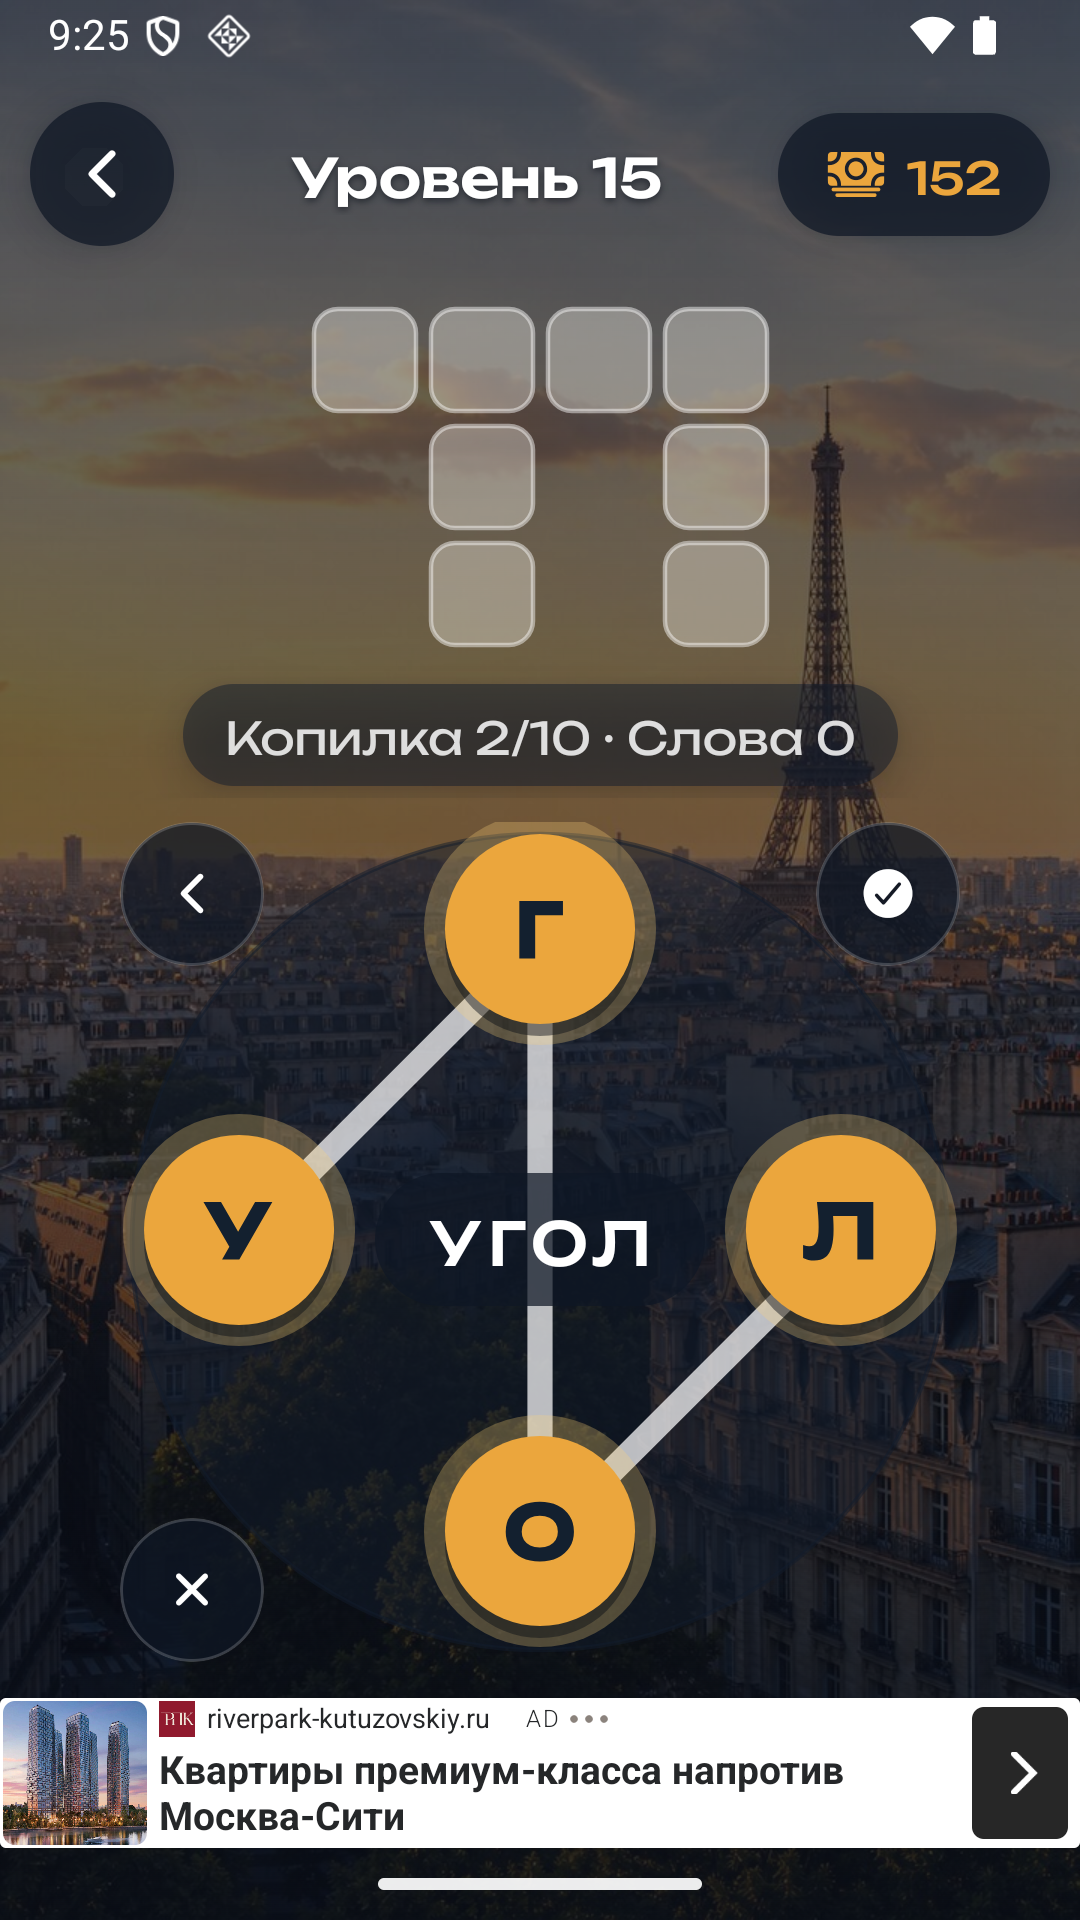 9:25
Уровень 15
152
Копилка 2/10 · Слова 0
Г
У
УГОЛ
Л
О
riverpark-kutuzovskiy.ru AD
Квартиры премиум-класса напротив
Москва-Сити